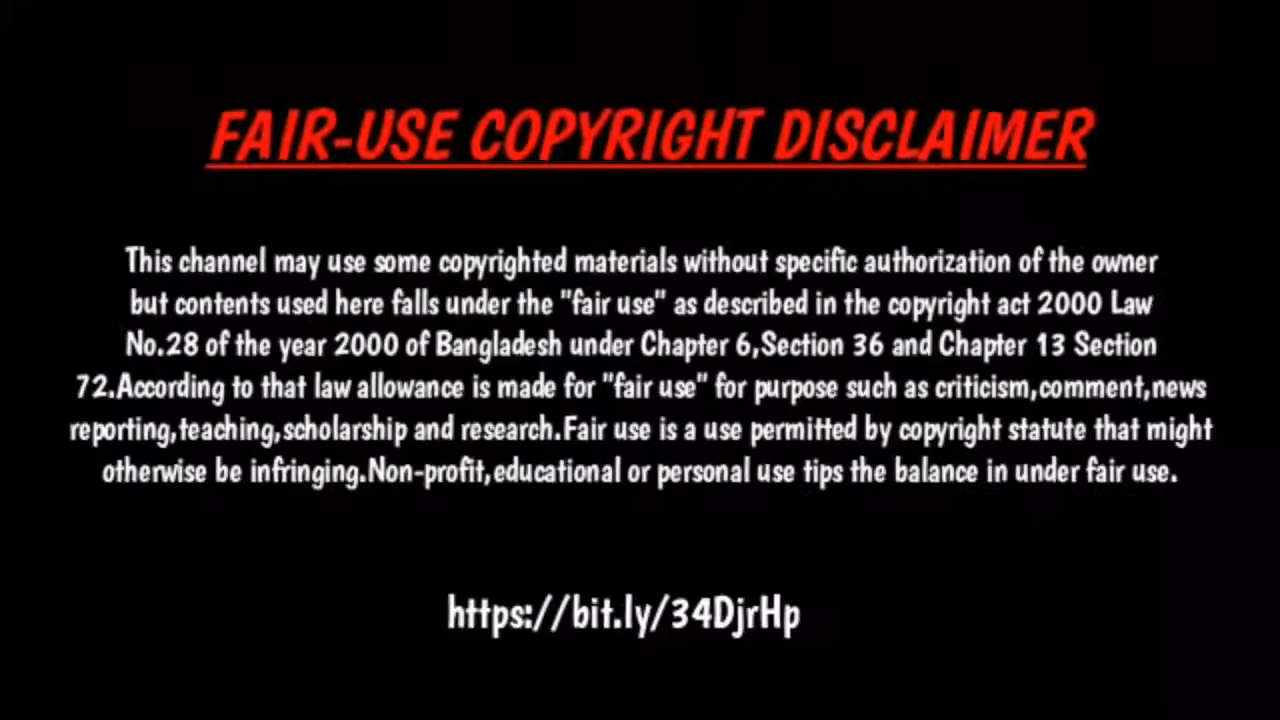 FAIR-USE COPYRIGHT DISCLAIMER
This channel may use some copyrighted materials without specific authorization of the owner
but contents used here falls under the "fair use" as described in the copyright act 2000 Law
No.28 of the year 2000 of Bangladesh under Chapter 6,Section 36 and Chapter 13 Section
72.According to that law allowance is made for "fair use" for purpose such as criticism,comment,news
reporting,teaching,scholarship and research.Fair use is a use permitted by copyright statute that might
otherwise be infringing.Non-profit,educational or personal use tips the balance in under fair use.
https://bit.ly/34DjrHp